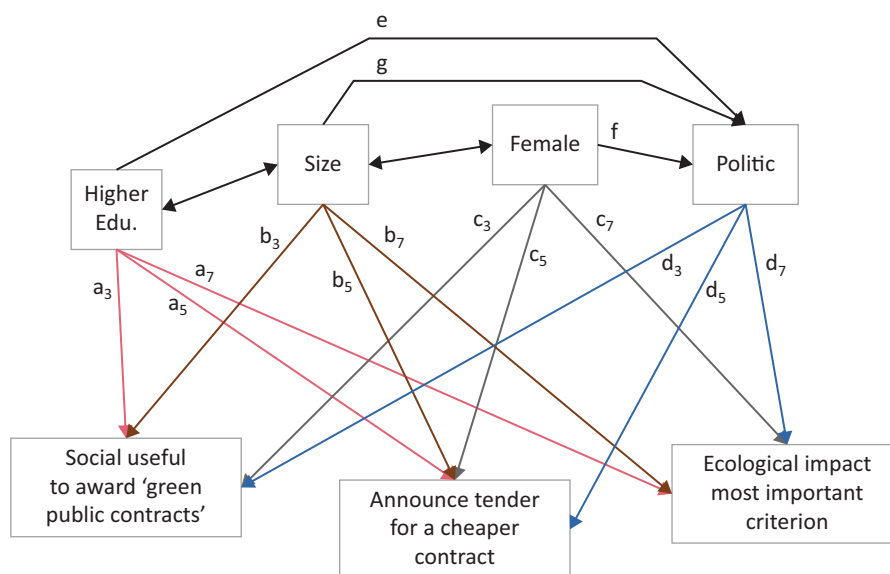 e
g
f
Higher
Edu.
Size
Female
Politic
a₃
a₅
a₇
b₃
b₅
b₇
c₃
c₅
c₇
d₃
d₅
d₇
Social useful
to award ‘green
public contracts’
Announce tender
for a cheaper
contract
Ecological impact
most important
criterion